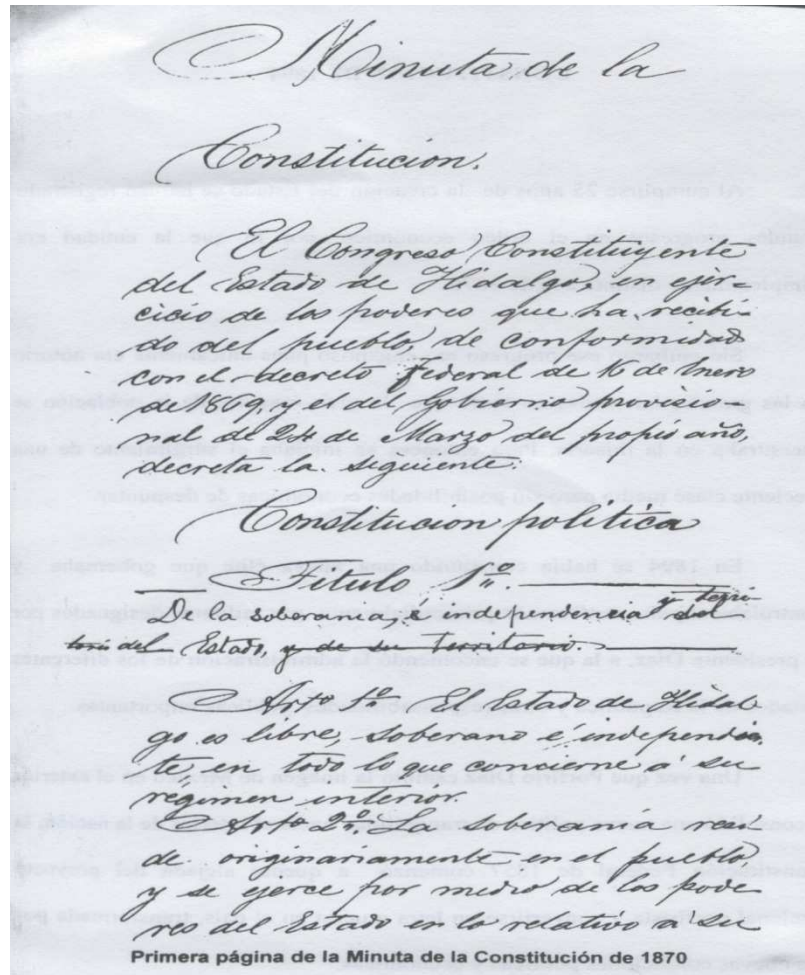 Minuta de la
Constitucion.
El Congreso Constituyente
del Estado de Hidalgo, en ejer-
cicio de los poderes que ha recibi-
do del pueblo, de conformidad
con el decreto federal de 16 de Enero
de 1869, y el del Gobierno provisio-
nal de 24 de Marzo del propio año,
decreta la siguiente:
Constitucion politica
Titulo 1º
De la soberania, e independencia y terri-
torio del Estado, y de su territorio.
Arto 1º El Estado de Hidal-
go es libre, soberano e independien-
te en todo lo que concierne a su
régimen interior.
Arto 2º La soberania resi-
de originariamente en el pueblo,
y se ejerce por medio de los pode-
res del Estado en lo relativo a su
Primera página de la Minuta de la Constitución de 1870